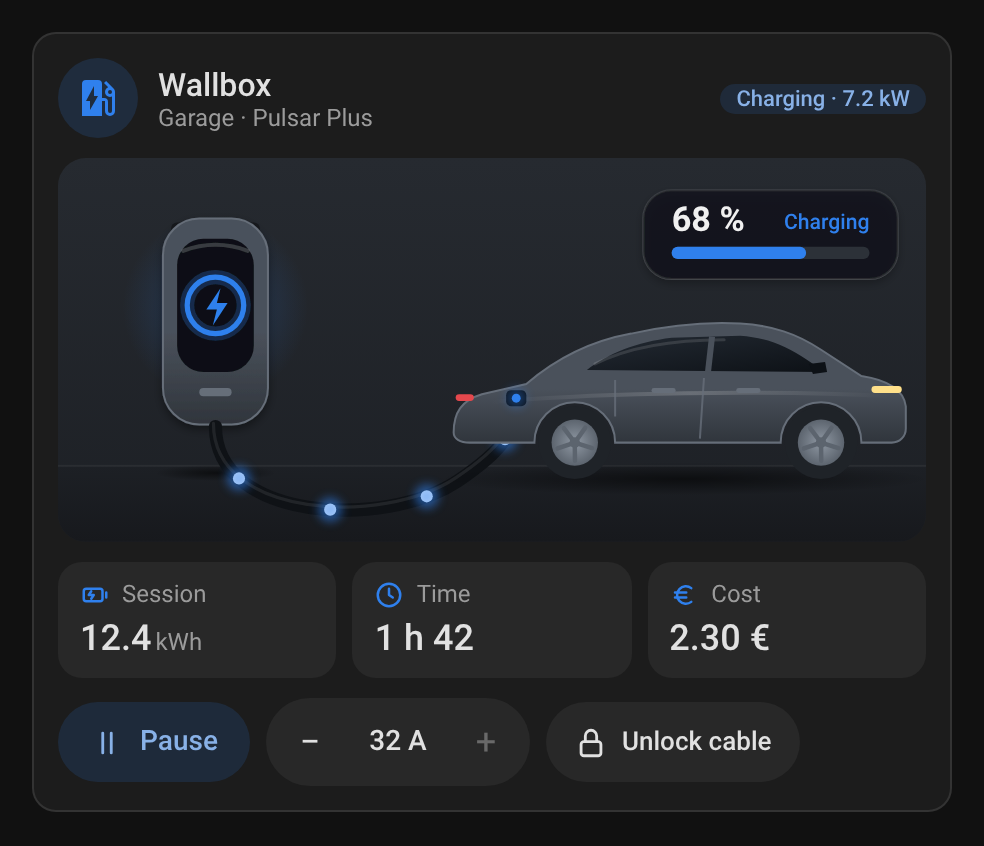 Wallbox
Garage · Pulsar Plus
Charging · 7.2 kW
68 %
Charging
Session
12.4 kWh
Time
1 h 42
Cost
2.30 €
Pause
− 32 A +
Unlock cable